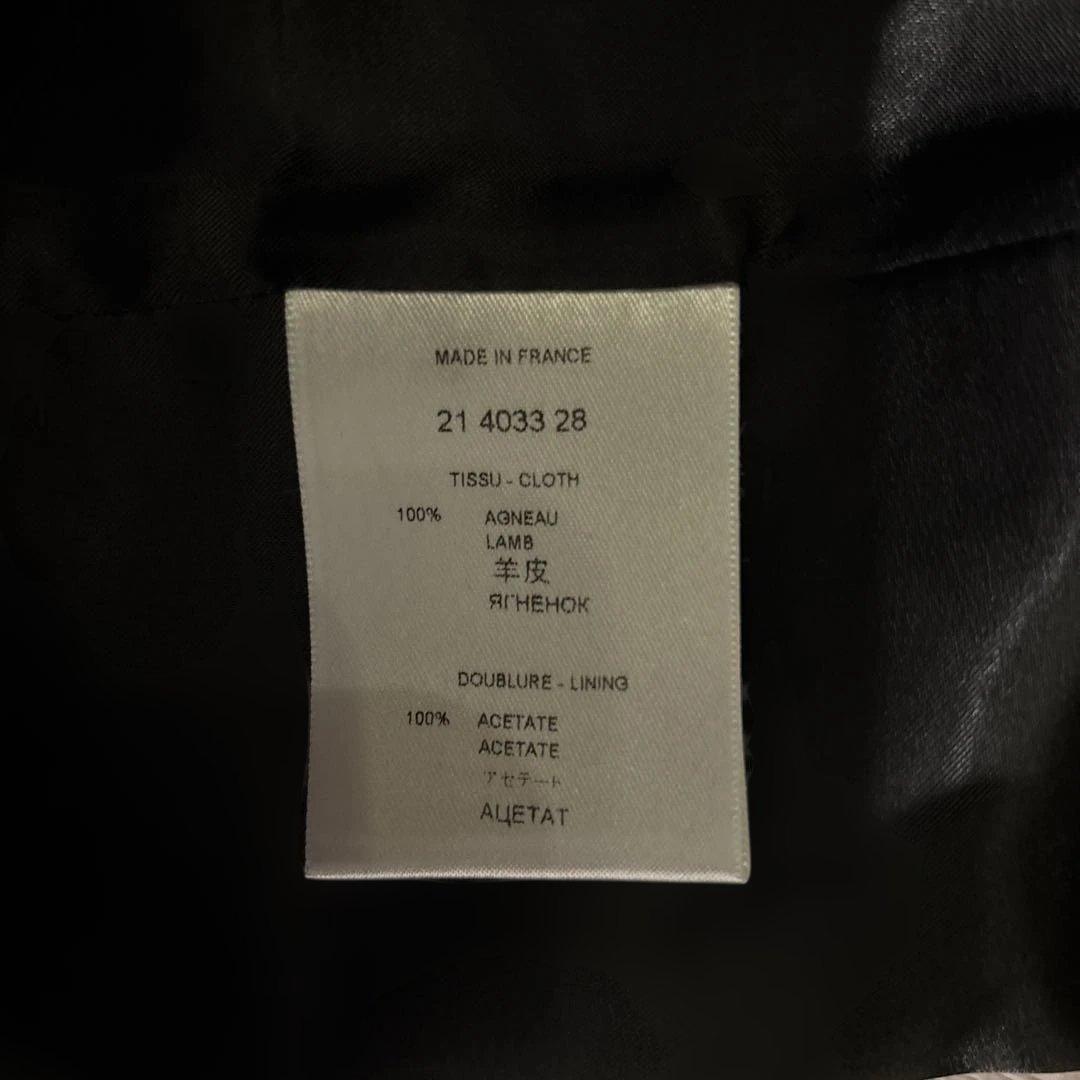 MADE IN FRANCE
21 4033 28
TISSU - CLOTH
100% AGNEAU
LAMB
羊皮
ЯГНЕНОК
DOUBLURE - LINING
100% ACETATE
ACETATE
アセテート
АЦЕТАТ